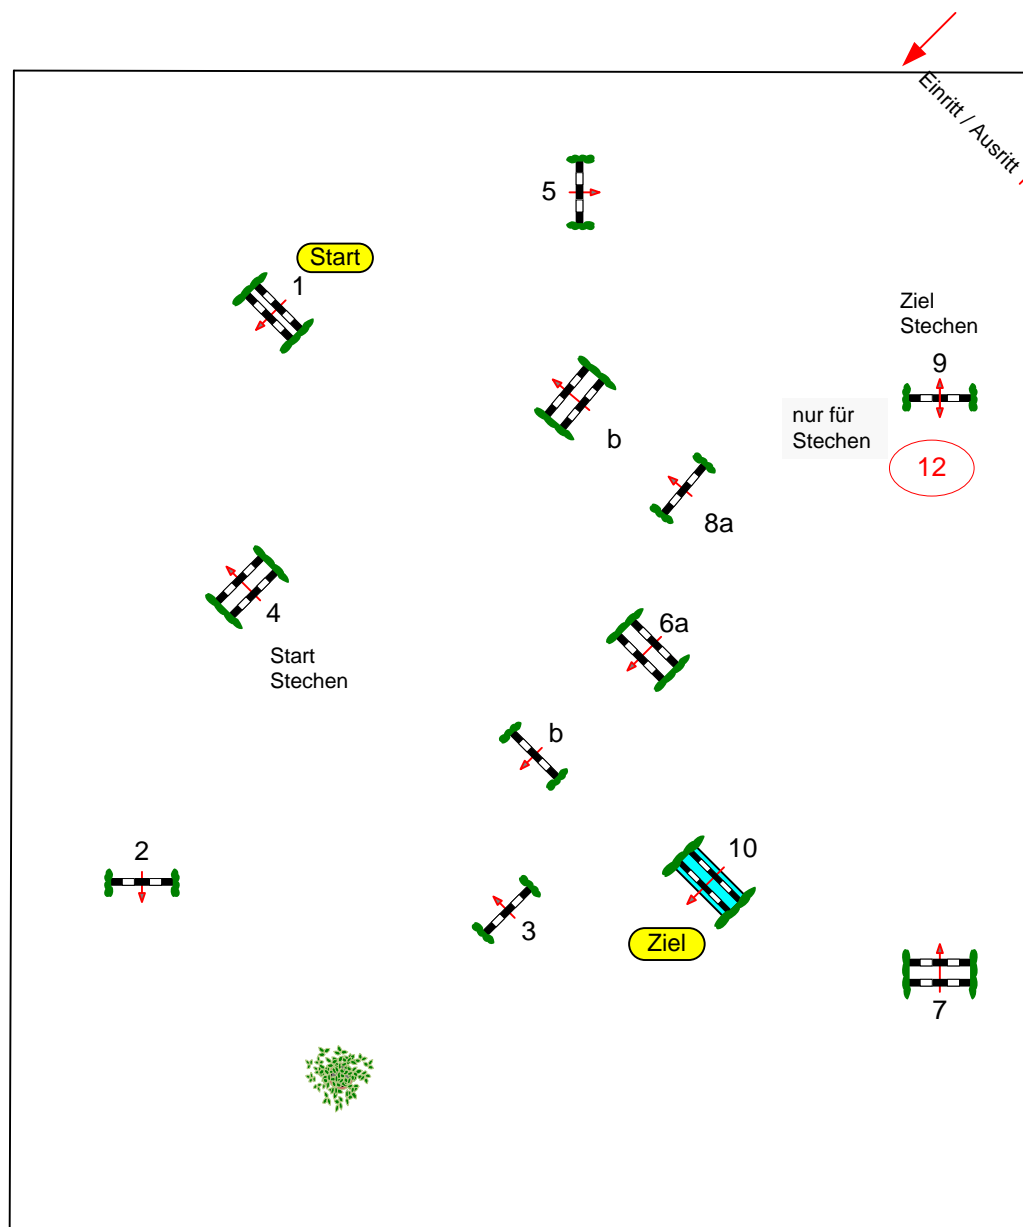 Einritt / Ausritt
5
Start
1
Ziel
Stechen
9
nur für
Stechen
12
b
8a
4
6a
Start
Stechen
b
2
10
3
Ziel
7